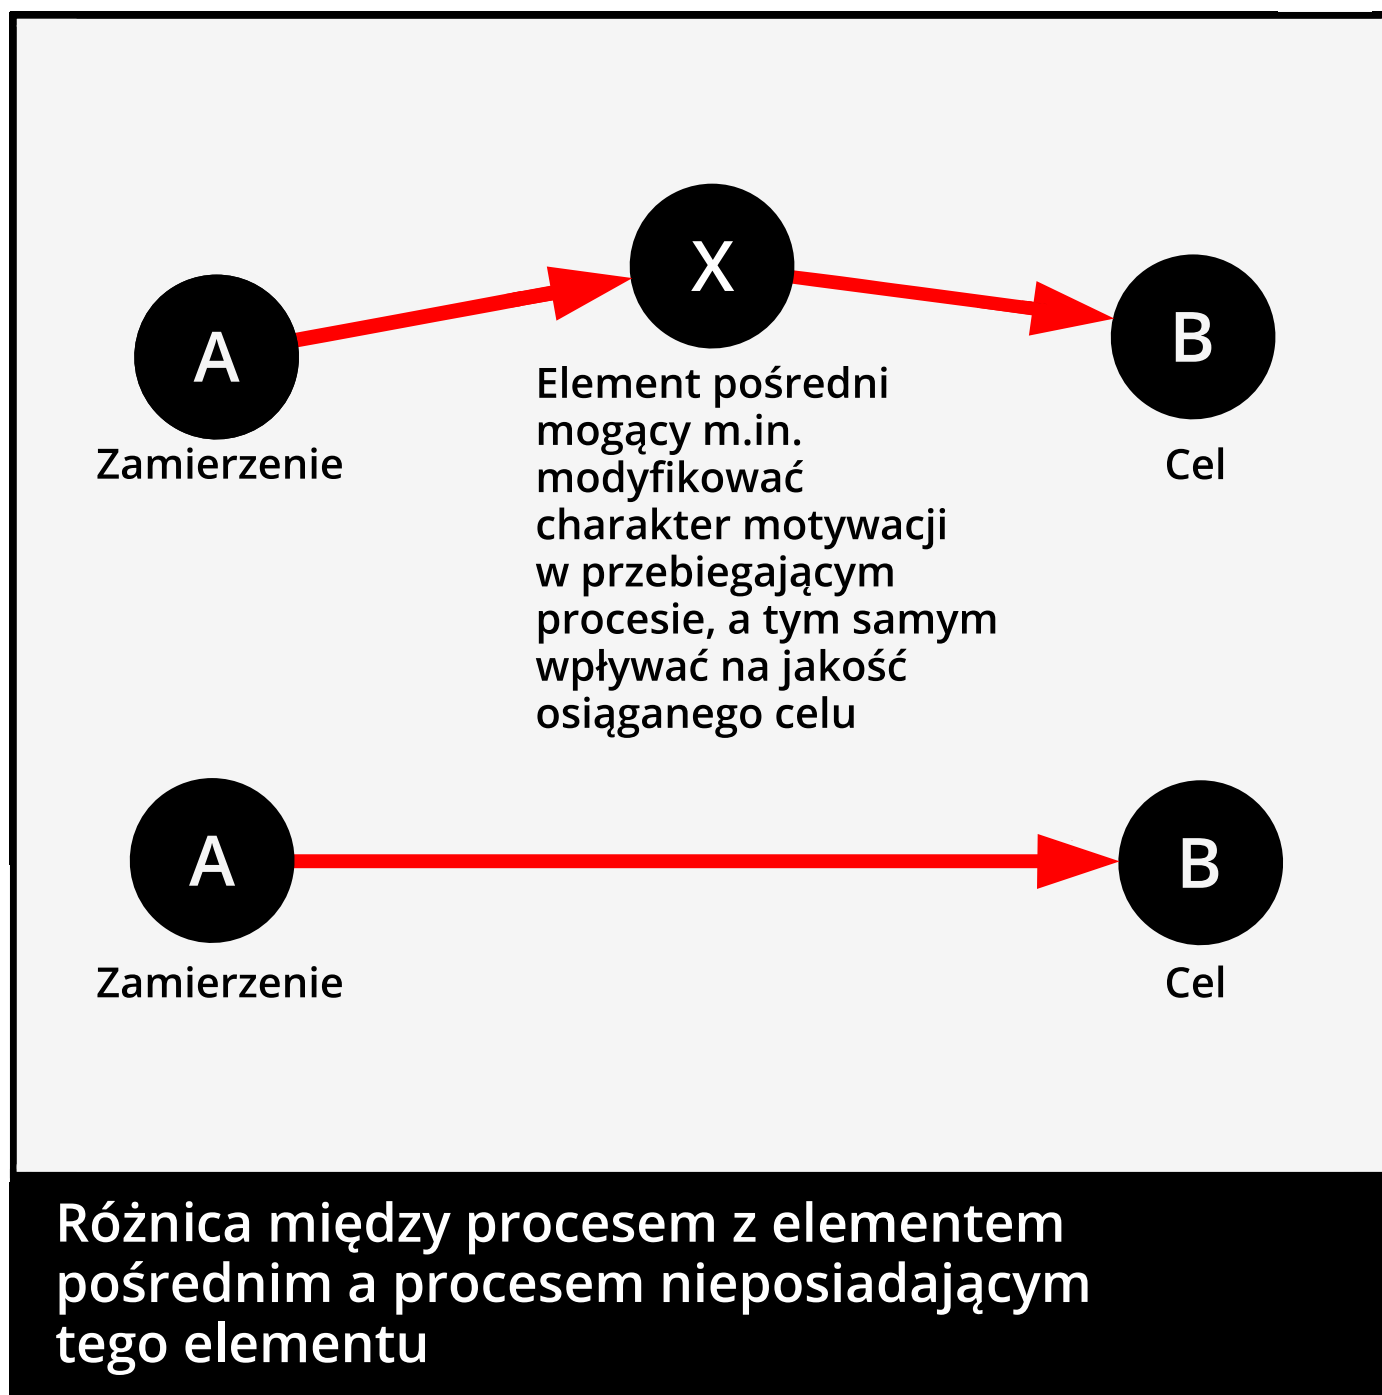 A
X
B
Zamierzenie
Element pośredni
mogący m.in.
modyfikować
charakter motywacji
w przebiegającym
procesie, a tym samym
wpływać na jakość
osiąganego celu
Cel
A
B
Zamierzenie
Cel
Różnica między procesem z elementem
pośrednim a procesem nieposiadającym
tego elementu